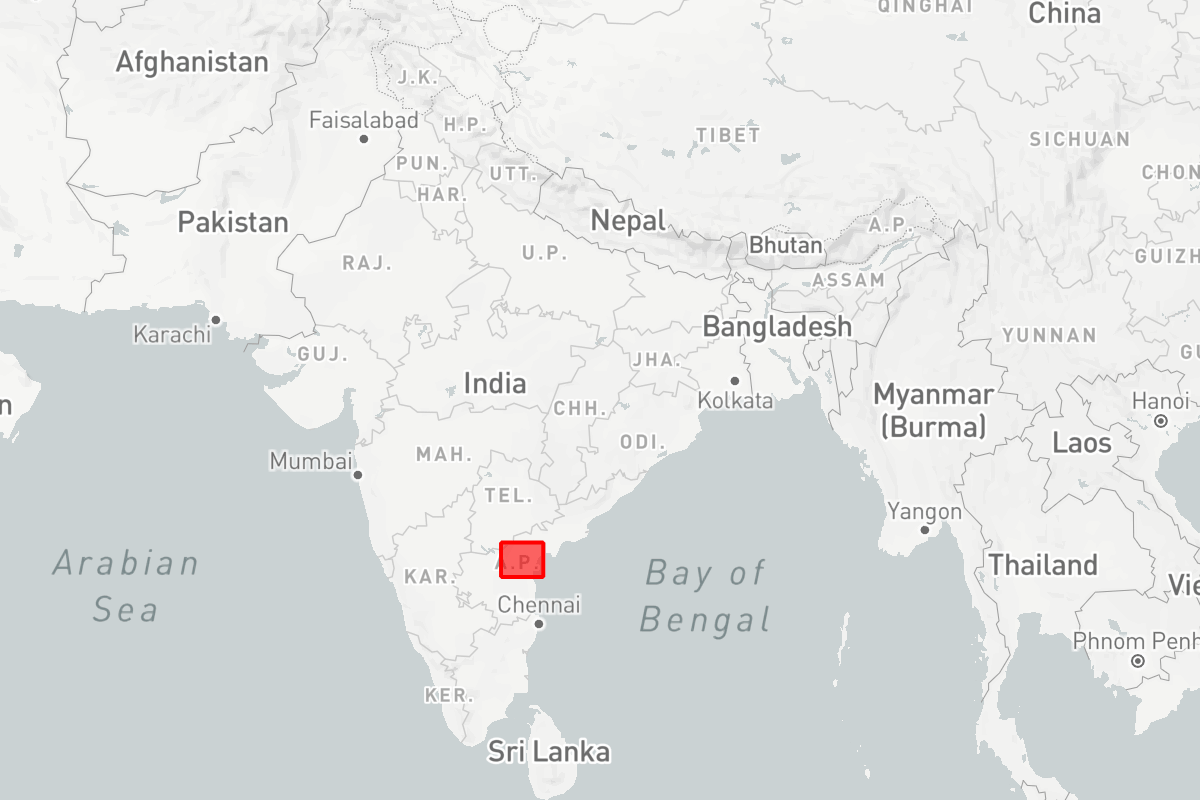 QINGHAI
China
Afghanistan
J.K.
Faisalabad
H.P.
TIBET
SICHUAN
PUN.
UTT.
CHON
HAR.
Pakistan
Nepal
A.P.
Bhutan
U.P.
RAJ.
GUIZH
ASSAM
Karachi
Bangladesh
YUNNAN
GUJ.
JHA.
GU
India
Kolkata
Myanmar
(Burma)
Hanoi
n
CHH.
ODI.
Laos
MAH.
Mumbai
TEL.
Yangon
Arabian
Sea
A.P.
Bay of
Bengal
Thailand
KAR.
Vie
Chennai
Phnom Penh
KER.
Sri Lanka